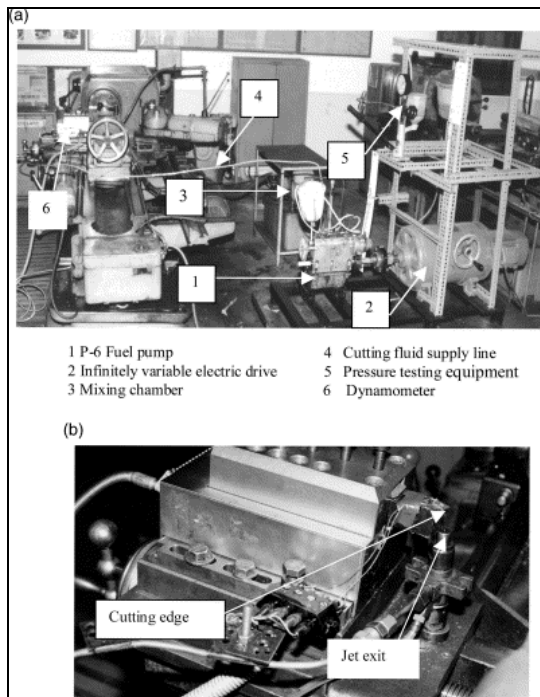 (a)
4
5
3
6
1
2
1 P-6 Fuel pump
2 Infinitely variable electric drive
3 Mixing chamber
4 Cutting fluid supply line
5 Pressure testing equipment
6 Dynamometer
(b)
Cutting edge
Jet exit